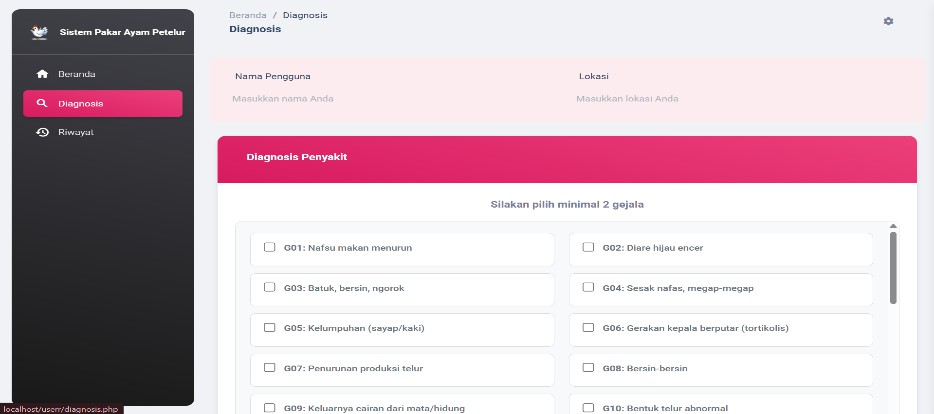 Sistem Pakar Ayam Petelur
Beranda
Diagnosis
Riwayat
Beranda / Diagnosis
Diagnosis
Nama Pengguna
Lokasi
Masukkan nama Anda
Masukkan lokasi Anda
Diagnosis Penyakit
Silakan pilih minimal 2 gejala
G01: Nafsu makan menurun
G02: Diare hijau encer
G03: Batuk, bersin, ngorok
G04: Sesak nafas, megap-megap
G05: Kelumpuhan (sayap/kaki)
G06: Gerakan kepala berputar (tortikolis)
G07: Penurunan produksi telur
G08: Bersin-bersin
G09: Keluarnya cairan dari mata/hidung
G10: Bentuk telur abnormal
localhost/userr/diagnosis.php